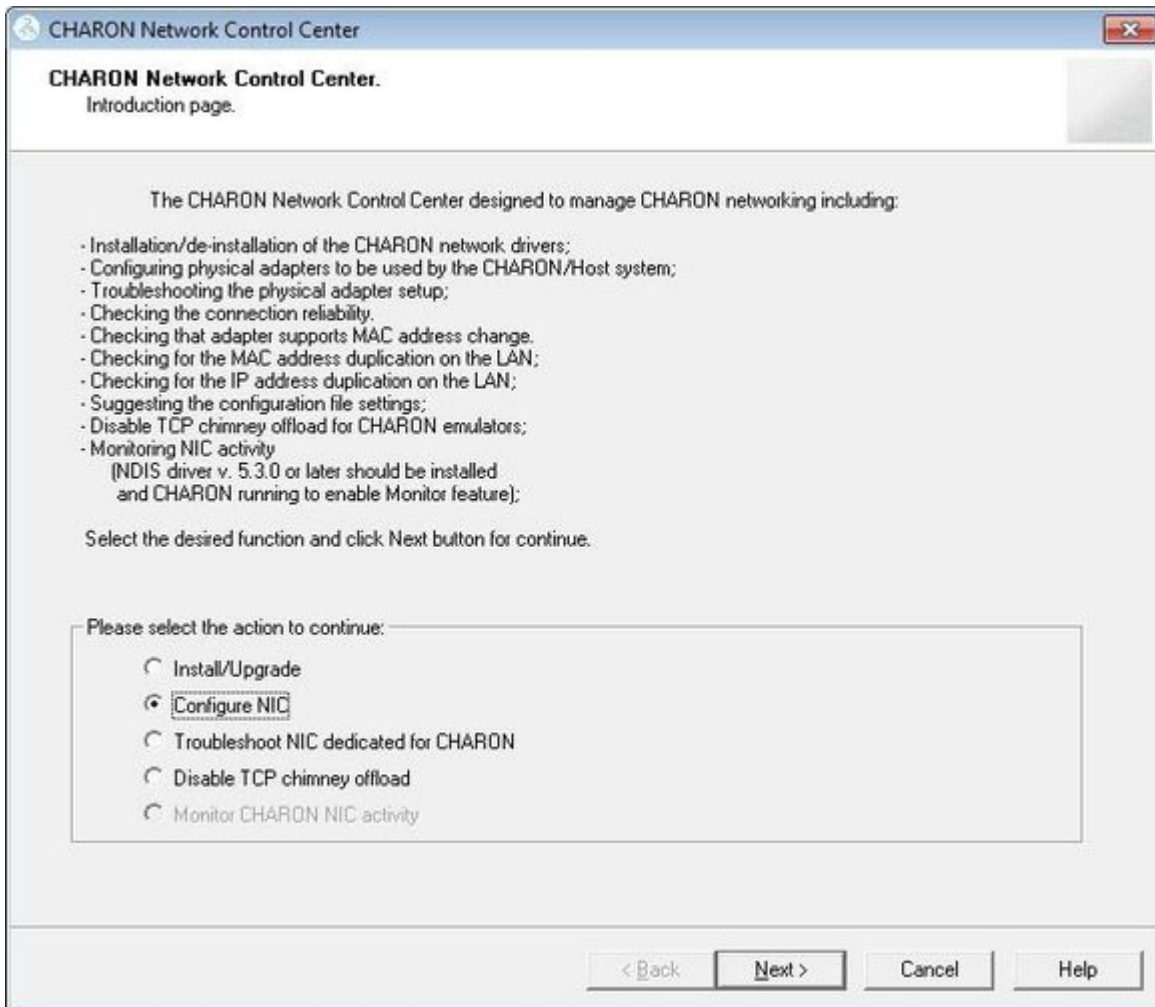 CHARON Network Control Center
CHARON Network Control Center.
Introduction page.
The CHARON Network Control Center designed to manage CHARON networking including:
- Installation/de-installation of the CHARON network drivers;
- Configuring physical adapters to be used by the CHARON/Host system;
- Troubleshooting the physical adapter setup;
- Checking the connection reliability.
- Checking that adapter supports MAC address change.
- Checking for the MAC address duplication on the LAN;
- Checking for the IP address duplication on the LAN;
- Suggesting the configuration file settings;
- Disable TCP chimney offload for CHARON emulators;
- Monitoring NIC activity
(NDIS driver v. 5.3.0 or later should be installed
and CHARON running to enable Monitor feature);
Select the desired function and click Next button for continue.
Please select the action to continue:
Install/Upgrade
Configure NIC
Troubleshoot NIC dedicated for CHARON
Disable TCP chimney offload
Monitor CHARON NIC activity
< Back Next > Cancel Help